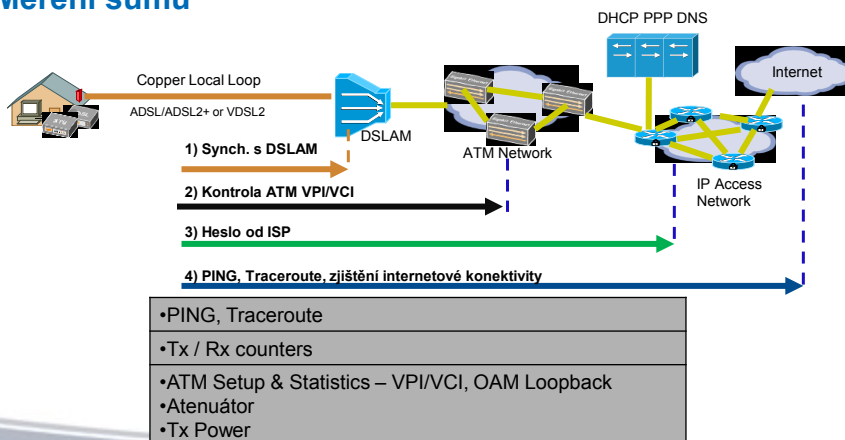 Měření šumu
DHCP PPP DNS
Internet
Copper Local Loop
ADSL/ADSL2+ or VDSL2
DSLAM
ATM Network
IP Access
Network
1) Synch. s DSLAM
2) Kontrola ATM VPI/VCI
3) Heslo od ISP
4) PING, Traceroute, zjištění internetové konektivity
•PING, Traceroute
•Tx / Rx counters
•ATM Setup & Statistics – VPI/VCI, OAM Loopback
•Atenuátor
•Tx Power